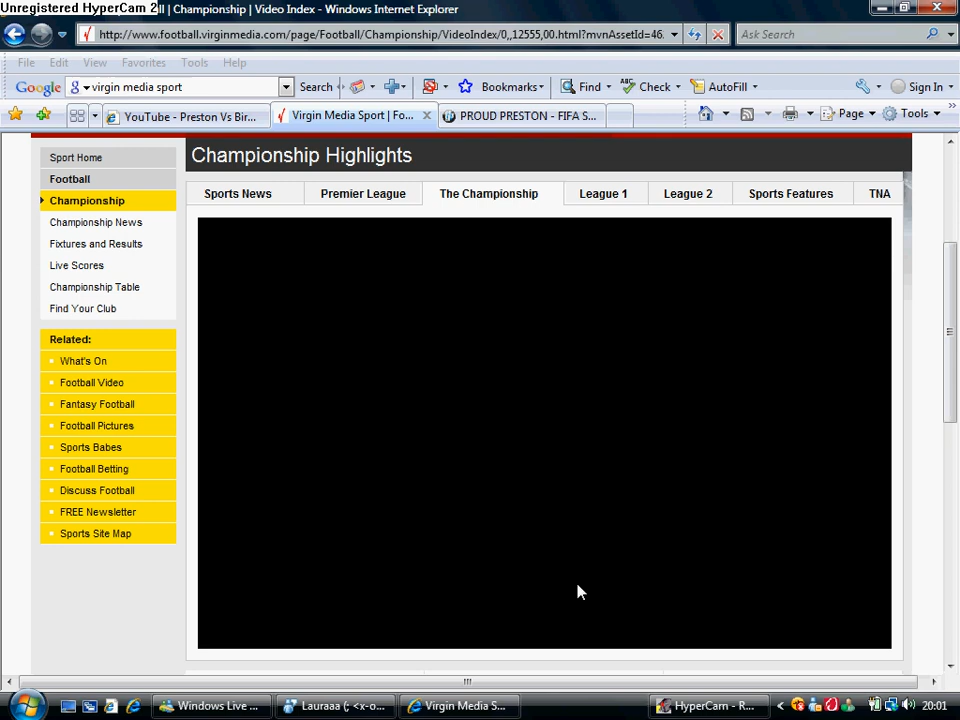 Unregistered HyperCam 2
ll | Championship | Video Index - Windows Internet Explorer
http://www.football.virginmedia.com/page/Football/Championship/VideoIndex/0,,12555,00.html?mvnAssetId=46.
Ask Search
File Edit View Favorites Tools Help
Google virgin media sport Search Bookmarks Find Check AutoFill Sign In
YouTube - Preston Vs Bir... Virgin Media Sport | Fo... PROUD PRESTON - FIFA S... Page Tools
Championship Highlights
Sports News Premier League The Championship League 1 League 2 Sports Features TNA
Sport Home
Football
Championship
Championship News
Fixtures and Results
Live Scores
Championship Table
Find Your Club
Related:
What's On
Football Video
Fantasy Football
Football Pictures
Sports Babes
Football Betting
Discuss Football
FREE Newsletter
Sports Site Map
Windows Live ... Lauraaa (; <x-o... Virgin Media S... HyperCam - R... 20:01